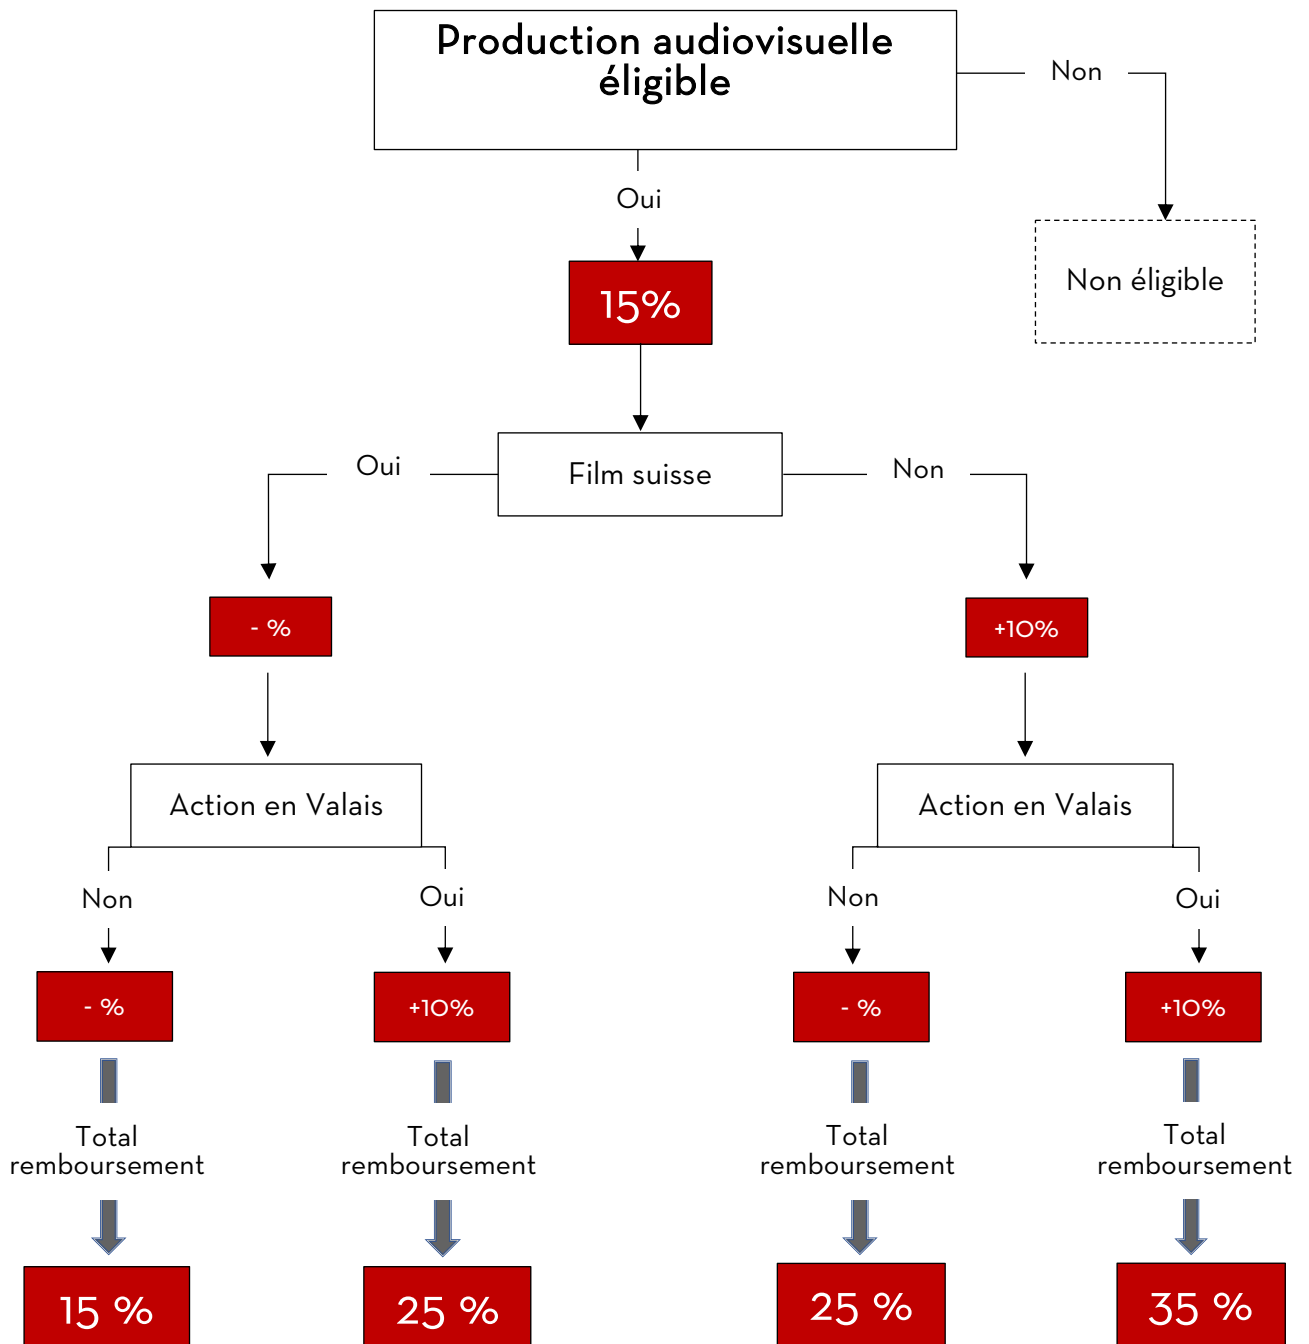 Production audiovisuelle
éligible
Non
Oui
Non éligible
15%
Film suisse
Oui
Non
- %
+10%
Action en Valais
Action en Valais
Non
Oui
Non
Oui
- %
+10%
- %
+10%
Total
remboursement
Total
remboursement
Total
remboursement
Total
remboursement
15 %
25 %
25 %
35 %